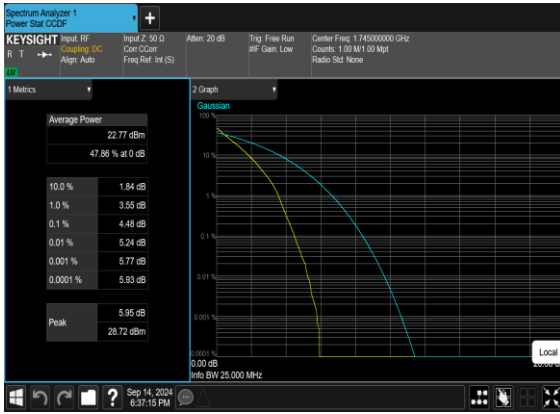 Spectrum Analyzer 1
Power Stat CCDF
+
KEYSIGHT
R T
LXI
Input: RF
Coupling: DC
Align: Auto
Input Z: 50 Ω
Corr CCorr
Freq Ref: Int (S)
Atten: 20 dB
Trig: Free Run
#IF Gain: Low
Center Freq: 1.745000000 GHz
Counts: 1.00 M/1.00 Mpt
Radio Std: None
1 Metrics
Average Power
22.77 dBm
47.86 % at 0 dB
10.0 % 1.84 dB
1.0 % 3.55 dB
0.1 % 4.48 dB
0.01 % 5.24 dB
0.001 % 5.77 dB
0.0001 % 5.93 dB
Peak
5.95 dB
28.72 dBm
2 Graph
Gaussian
100 %
10 %
1 %
0.1 %
0.01 %
0.001 %
0.0001 %
0.00 dB
Info BW 25.000 MHz
Local
?
Sep 14, 2024
6:37:15 PM